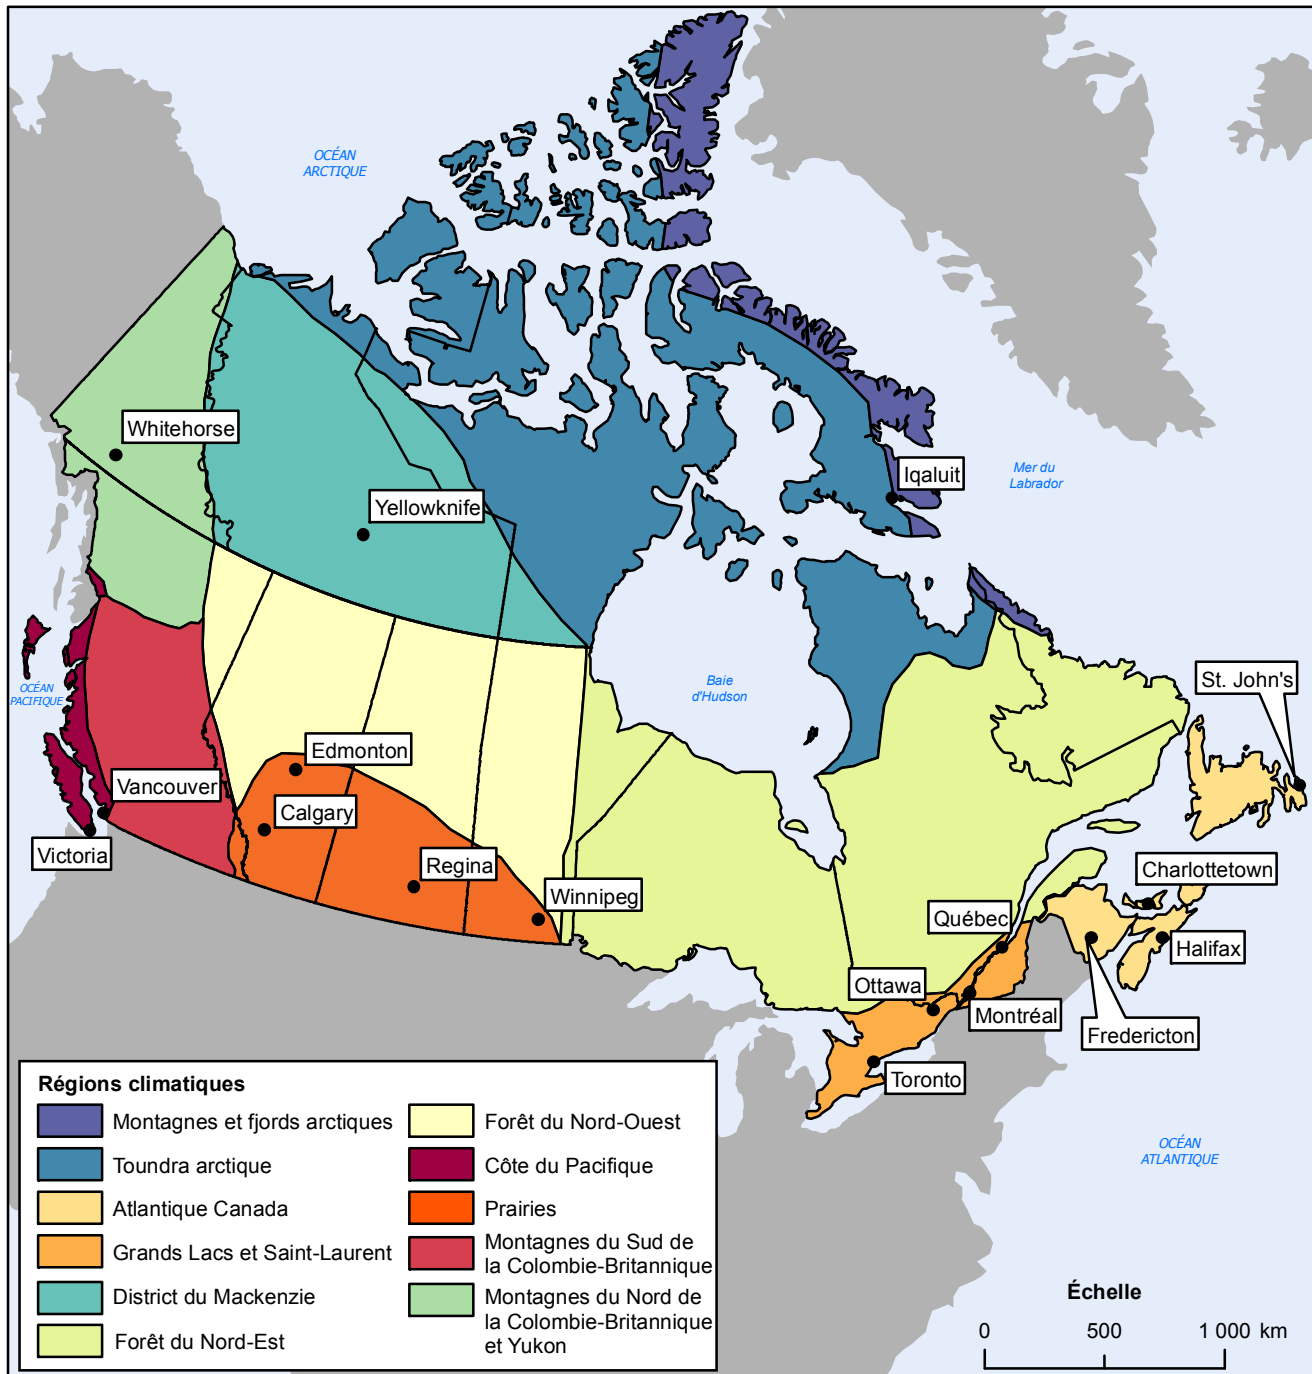 OCÉAN
ARCTIQUE
Whitehorse
Yellowknife
Iqaluit
Mer du
Labrador
OCÉAN
PACIFIQUE
Baie
d'Hudson
St. John's
Edmonton
Vancouver
Calgary
Victoria
Regina
Winnipeg
Charlottetown
Québec
Halifax
Ottawa
Montréal
Fredericton
Toronto
OCÉAN
ATLANTIQUE
Régions climatiques
Montagnes et fjords arctiques
Toundra arctique
Atlantique Canada
Grands Lacs et Saint-Laurent
District du Mackenzie
Forêt du Nord-Est
Forêt du Nord-Ouest
Côte du Pacifique
Prairies
Montagnes du Sud de
la Colombie-Britannique
Montagnes du Nord de
la Colombie-Britannique
et Yukon
Échelle
0 500 1 000 km